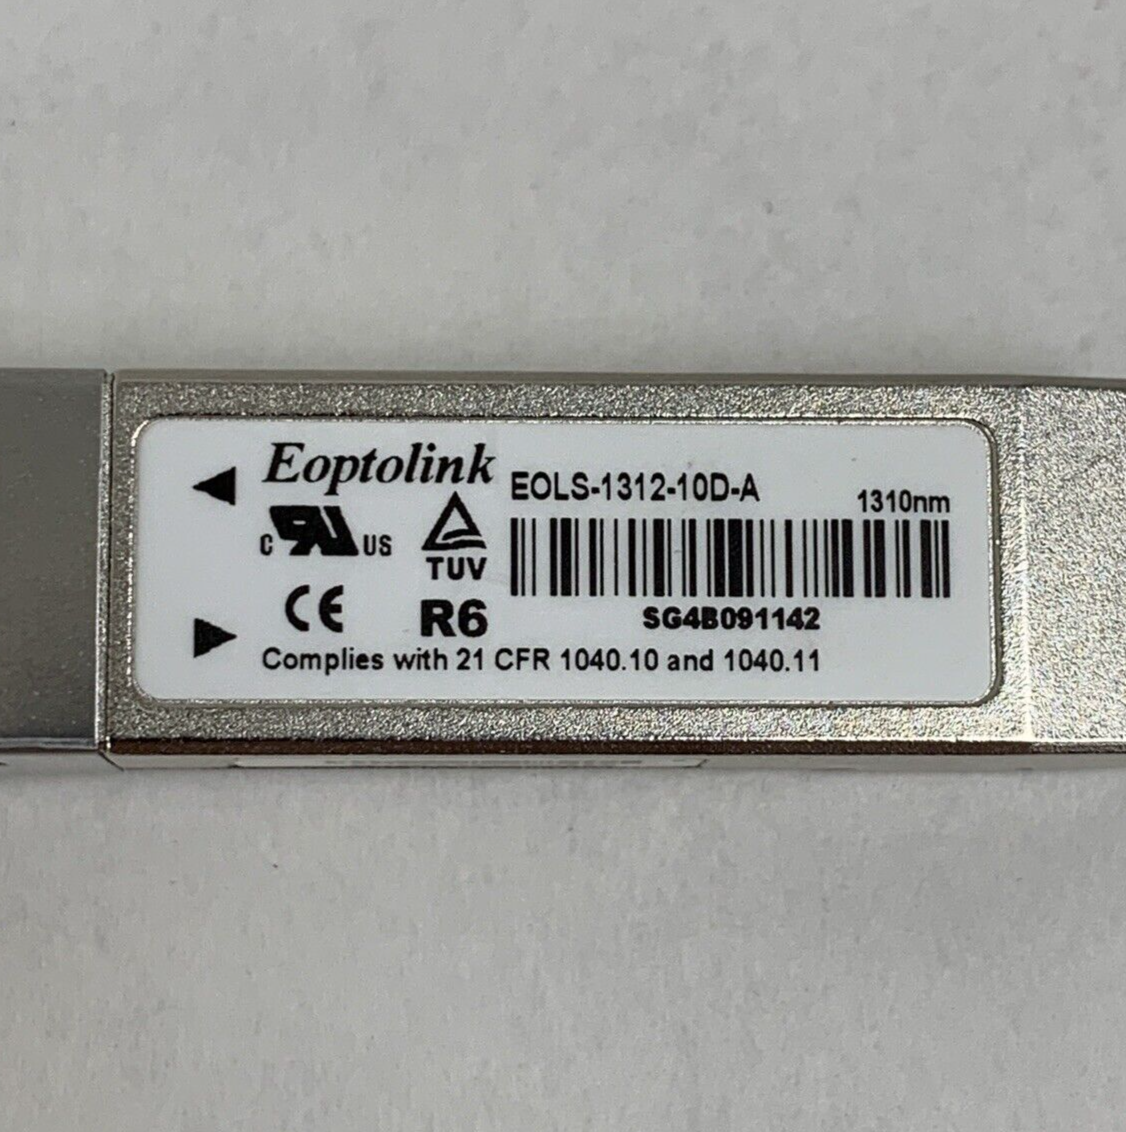 Eoptolink
EOLS-1312-10D-A
1310nm
c RU US
TUV
CE
R6
SG4B091142
Complies with 21 CFR 1040.10 and 1040.11